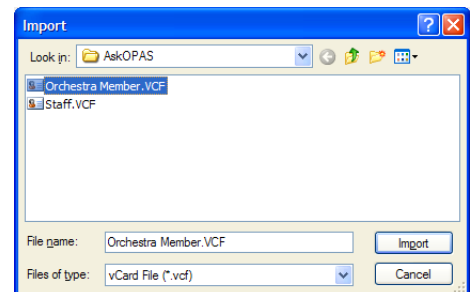 Import
Look in: AskOPAS
Orchestra Member.VCF
Staff.VCF
File name: Orchestra Member.VCF Import
Files of type: vCard File (*.vcf) Cancel